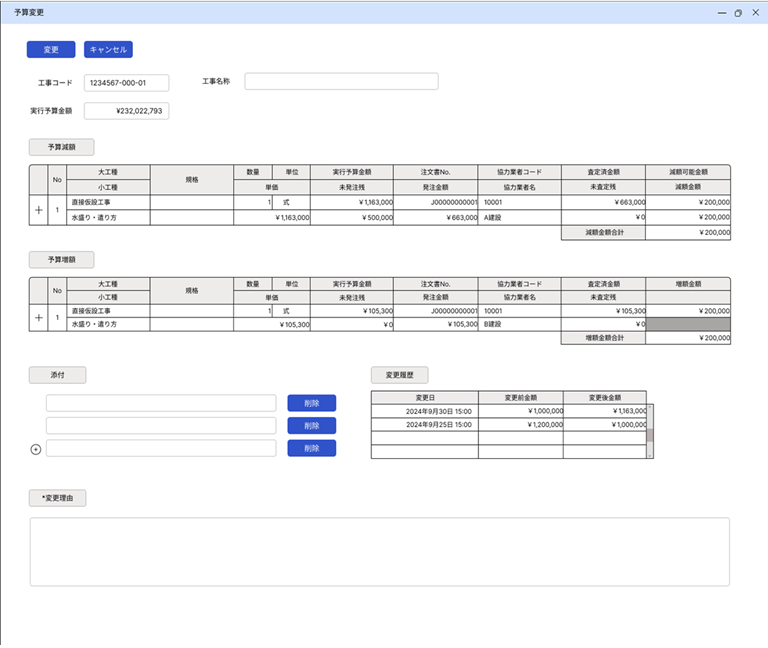 予算変更
変更 キャンセル
工事コード 1234567-000-01 工事名称
実行予算金額 ¥232,022,793
予算減額
No 大工種 規格 数量 単位 実行予算金額 注文書No. 協力業者コード 査定済金額 減額可能金額
小工種 単価 未発注残 発注金額 協力業者名 未査定残 減額金額
+ 1 直接仮設工事 1 式 ¥1,163,000 J00000000001 10001 ¥663,000 ¥200,000
水盛り・遣り方 ¥1,163,000 ¥500,000 ¥663,000 A建設 ¥0 ¥200,000
減額金額合計 ¥200,000
予算増額
No 大工種 規格 数量 単位 実行予算金額 注文書No. 協力業者コード 査定済金額 増額金額
小工種 単価 未発注残 発注金額 協力業者名 未査定残
+ 1 直接仮設工事 1 式 ¥105,300 J00000000001 10001 ¥105,300 ¥200,000
水盛り・遣り方 ¥105,300 ¥0 ¥105,300 B建設 ¥0
増額金額合計 ¥200,000
添付 変更履歴
削除
削除
削除
変更日 変更前金額 変更後金額
2024年9月30日 15:00 ¥1,000,000 ¥1,163,000
2024年9月25日 15:00 ¥1,200,000 ¥1,000,000
*変更理由